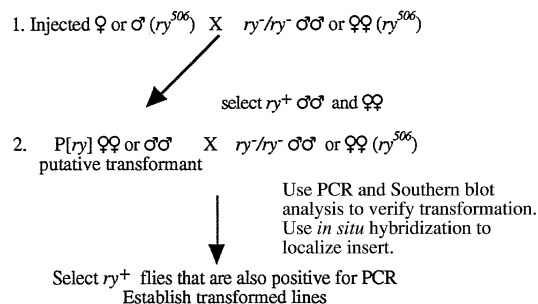 1. Injected ♀ or ♂ (ry⁵⁰⁶) X ry⁻/ry⁻ ♂♂ or ♀♀ (ry⁵⁰⁶)
select ry⁺ ♂♂ and ♀♀
2. P[ry] ♀♀ or ♂♂ X ry⁻/ry⁻ ♂♂ or ♀♀ (ry⁵⁰⁶)
putative transformant
Use PCR and Southern blot
analysis to verify transformation.
Use in situ hybridization to
localize insert.
Select ry⁺ flies that are also positive for PCR
Establish transformed lines